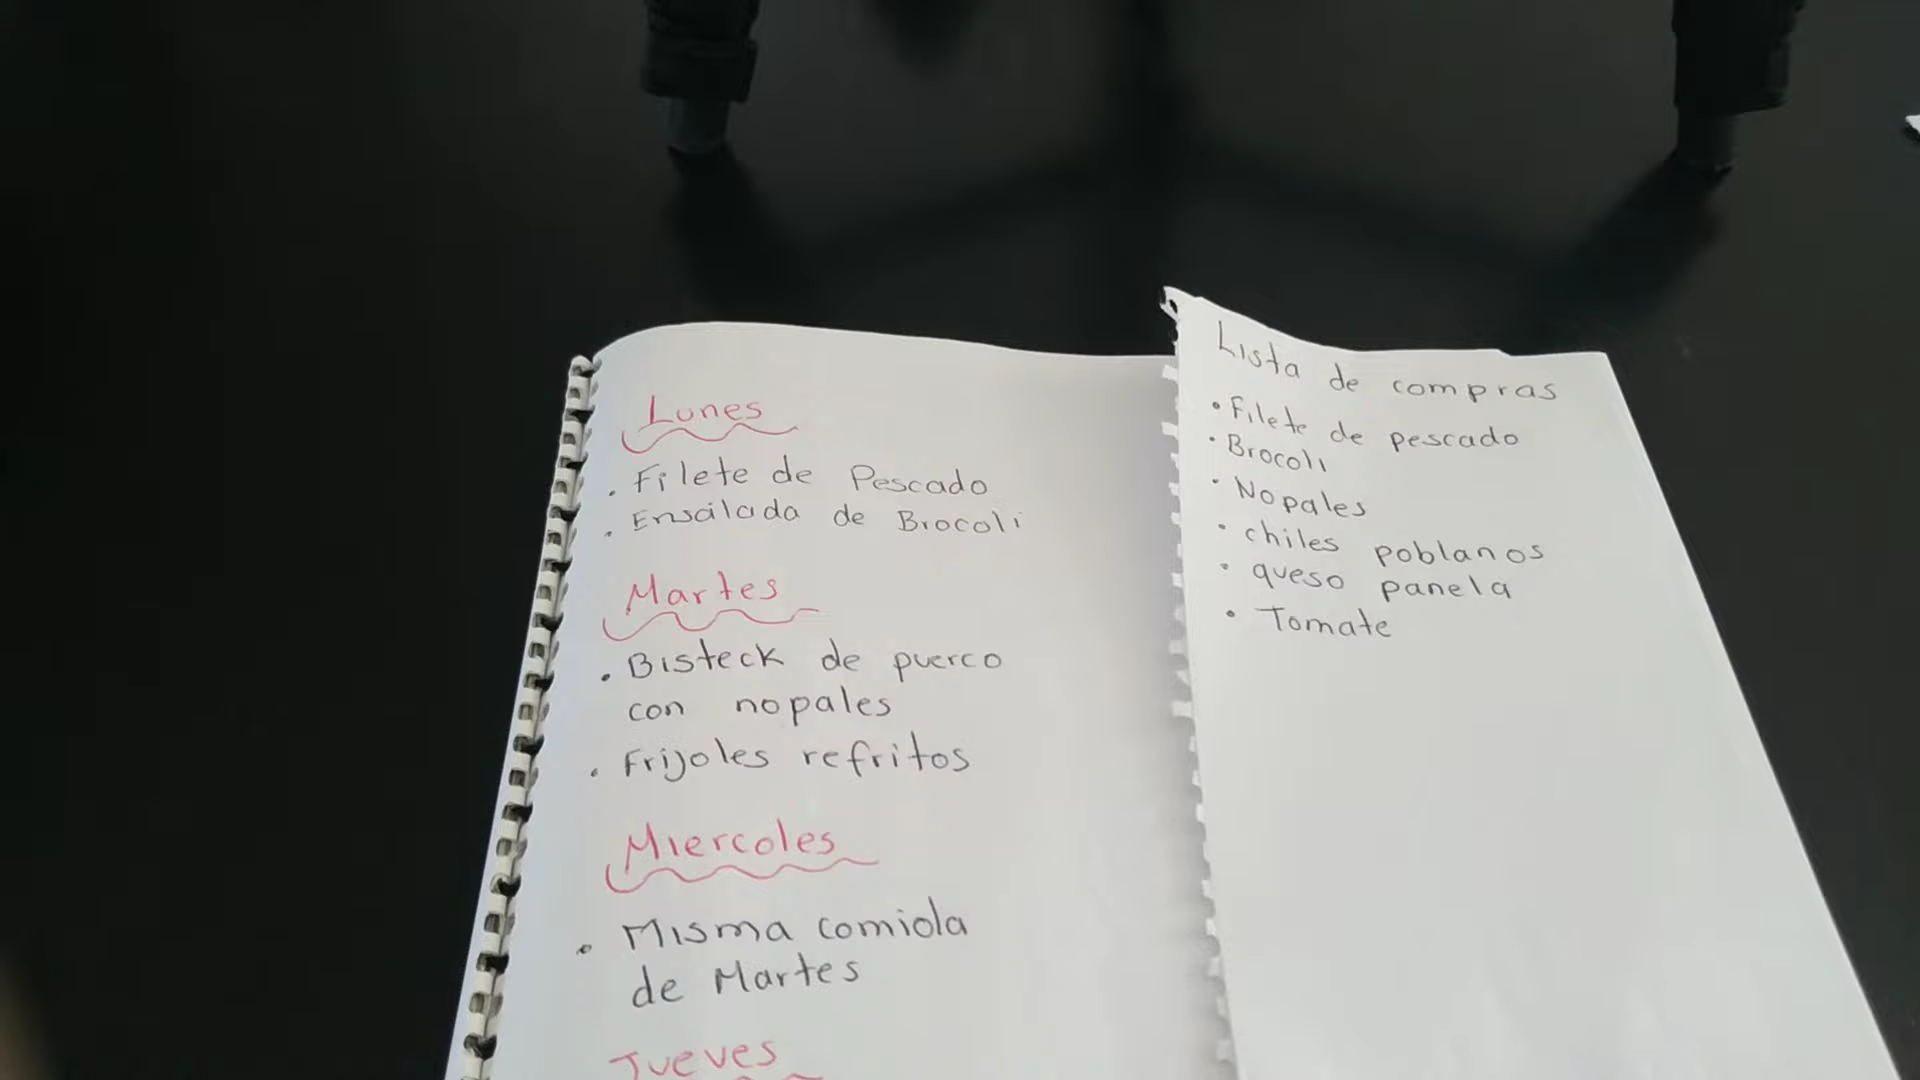 Lunes
. Filete de Pescado
. Ensalada de Brocoli
Martes
. Bisteck de puerco
con nopales
. Frijoles refritos
Miercoles
. Misma comida
de Martes
Jueves
Lista de compras
• Filete de pescado
• Brocoli
• Nopales
• chiles poblanos
• queso panela
• Tomate